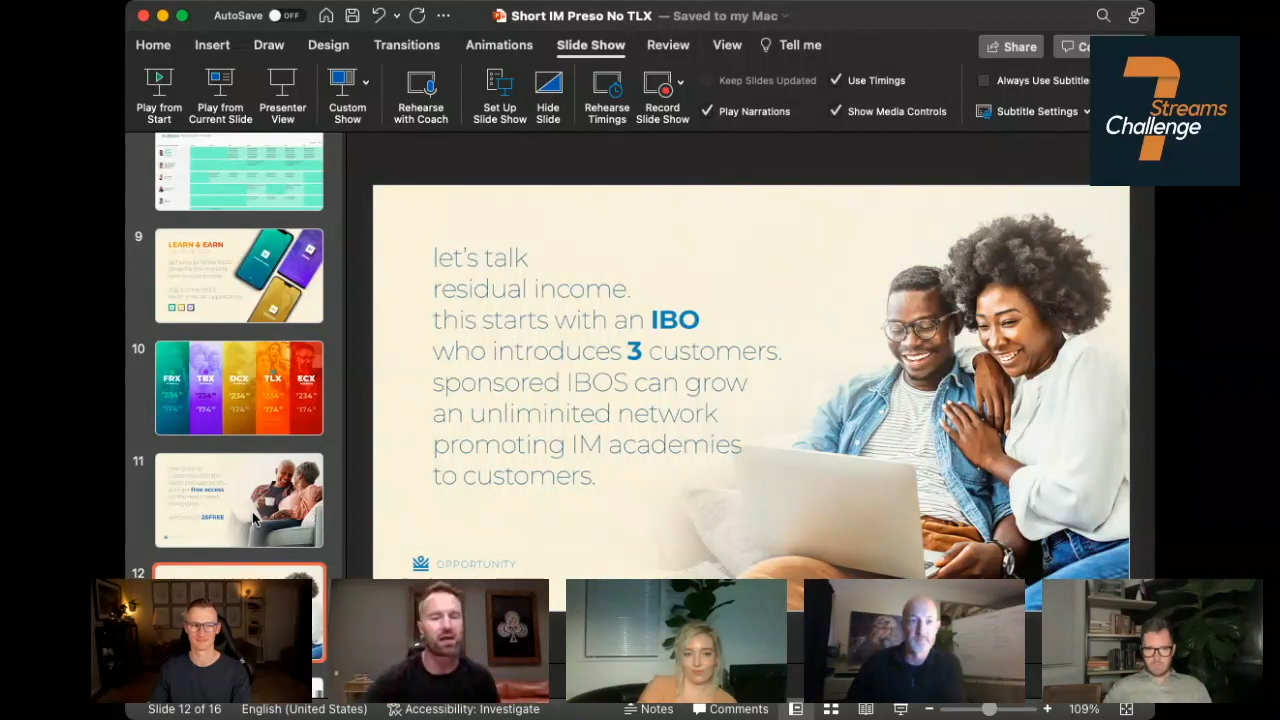 AutoSave OFF
Short IM Preso No TLX — Saved to my Mac
Home Insert Draw Design Transitions Animations Slide Show Review View Tell me
Share
Play from Start
Play from Current Slide
Presenter View
Custom Show
Rehearse with Coach
Set Up Slide Show
Hide Slide
Rehearse Timings
Record Slide Show
Keep Slides Updated
Use Timings
Play Narrations
Show Media Controls
Always Use Subtitles
Subtitle Settings
7
Streams
Challenge
9
LEARN & EARN
10
FRX TBX DCX TLX ECX
11
free access
12
let's talk
residual income.
this starts with an IBO
who introduces 3 customers.
sponsored IBOS can grow
an unliminited network
promoting IM academies
to customers.
OPPORTUNITY
Slide 12 of 16
English (United States)
Accessibility: Investigate
Notes
Comments
109%